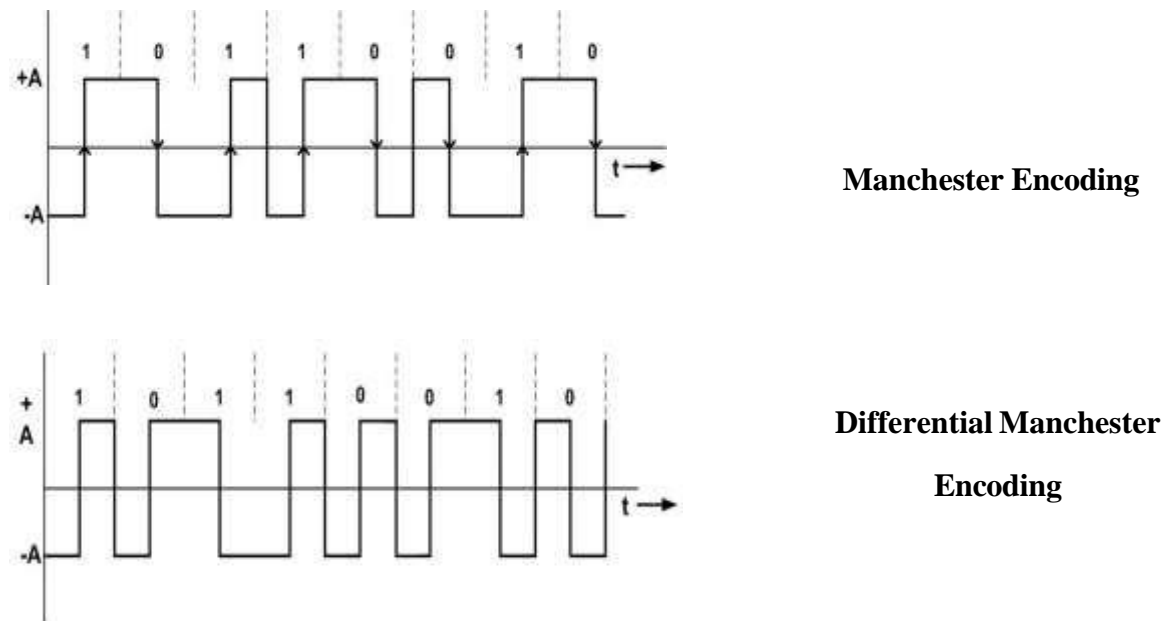 1 0 1 1 0 0 1 0
+A
t
-A
Manchester Encoding
1 0 1 1 0 0 1 0
+
A
t
-A
Differential Manchester
Encoding